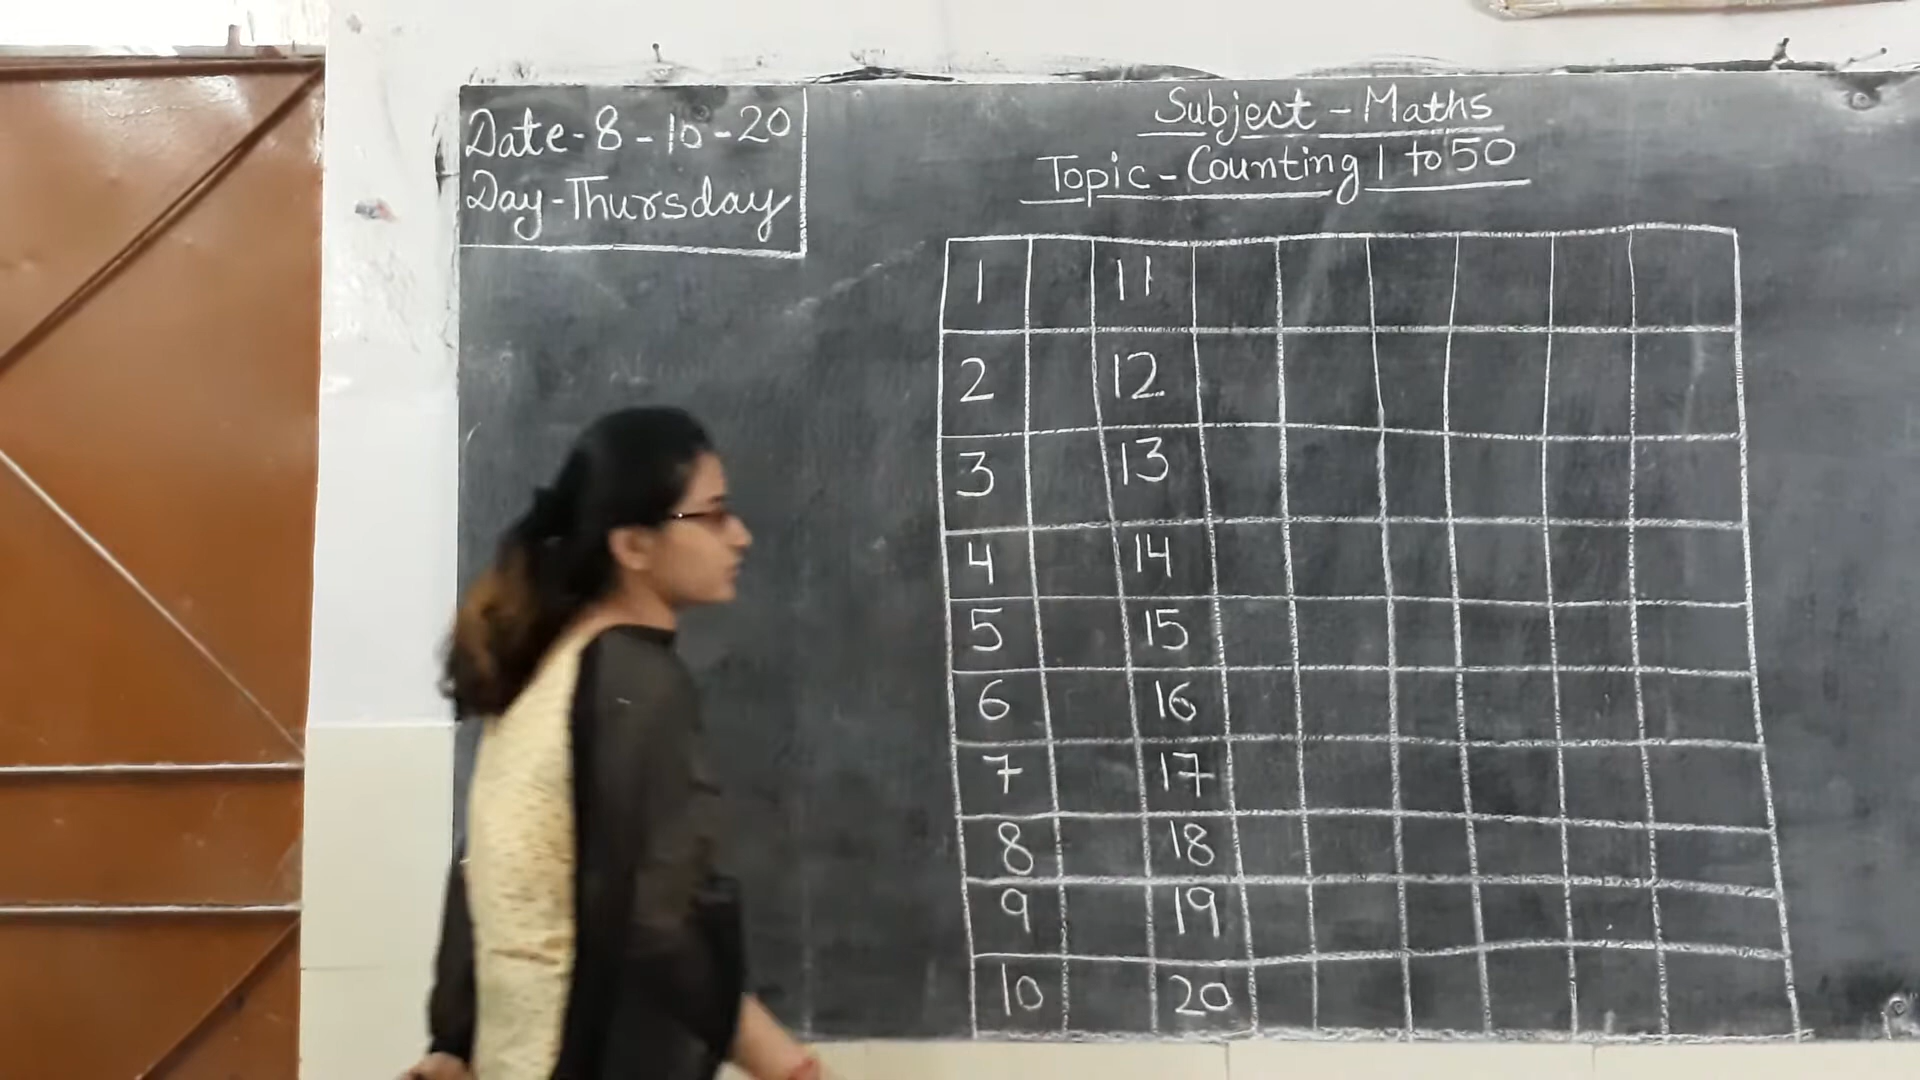 Date-8-10-20
Day-Thursday
Subject-Maths
Topic-Counting 1 to 50
1 11
2 12
3 13
4 14
5 15
6 16
7 17
8 18
9 19
10 20